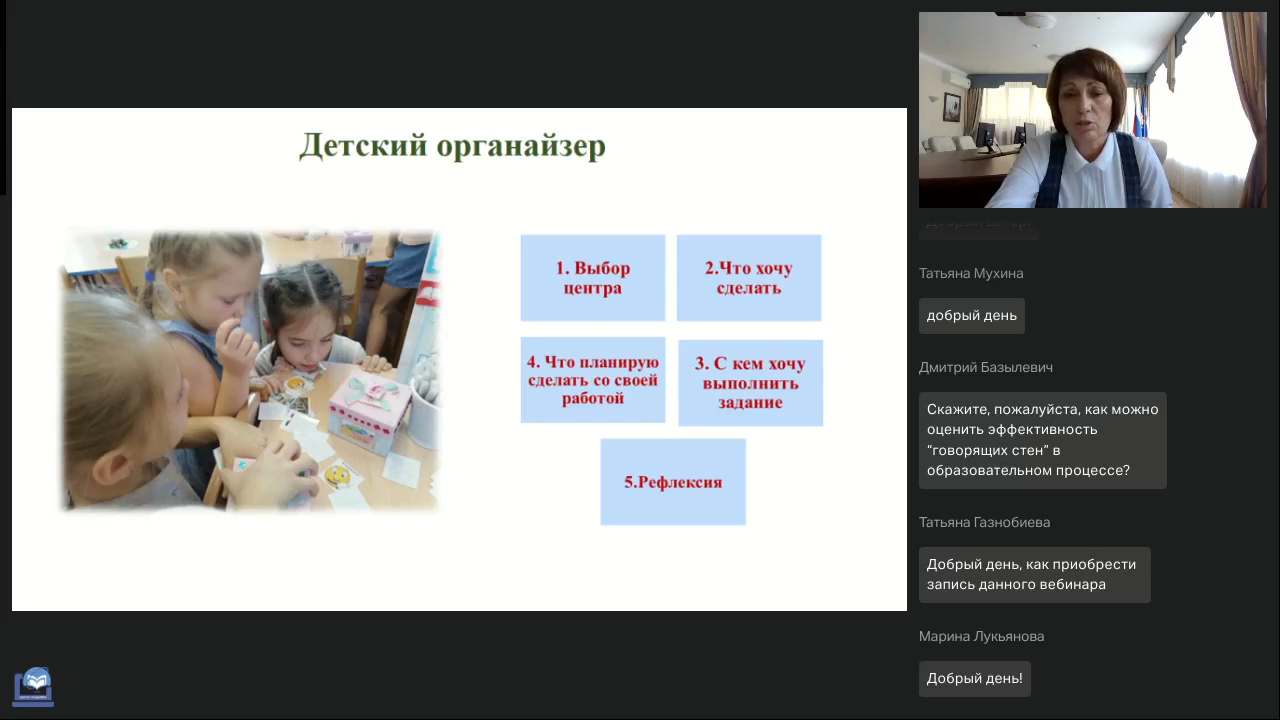 Детский органайзер
1. Выбор
центра
2.Что хочу
сделать
4. Что планирую
сделать со своей
работой
3. С кем хочу
выполнить
задание
5.Рефлексия
Татьяна Мухина
добрый день
Дмитрий Базылевич
Скажите, пожалуйста, как можно
оценить эффективность
“говорящих стен” в
образовательном процессе?
Татьяна Газнобиева
Добрый день, как приобрести
запись данного вебинара
Марина Лукьянова
Добрый день!